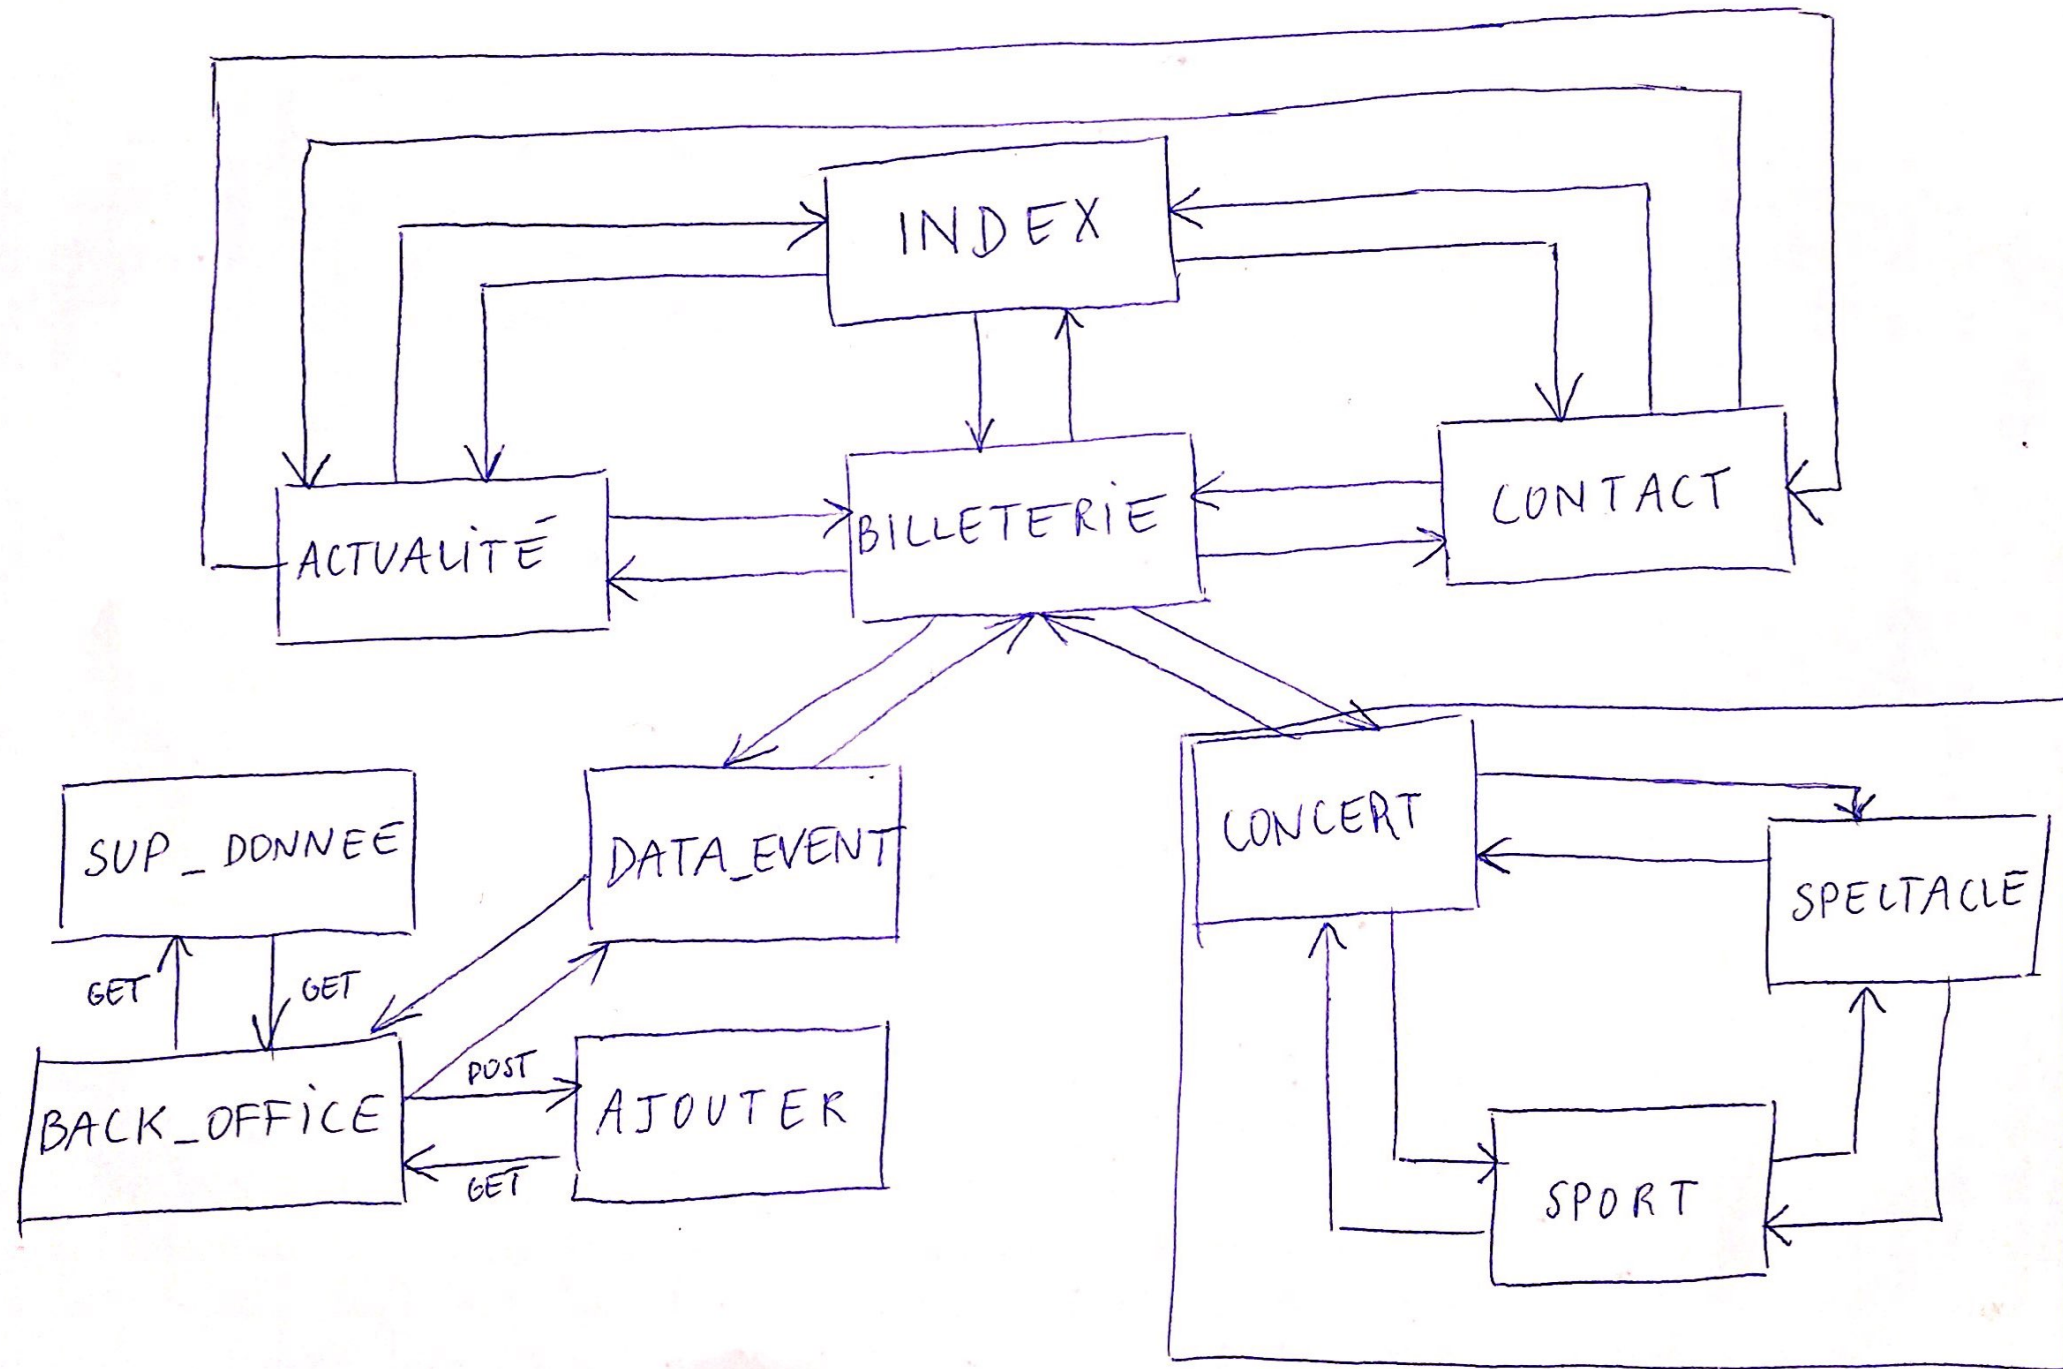 INDEX
ACTUALITÉ
BILLETERIE
CONTACT
SUP_DONNEE
DATA_EVENT
CONCERT
SPECTACLE
GET
GET
BACK_OFFICE
POST
AJOUTER
GET
SPORT